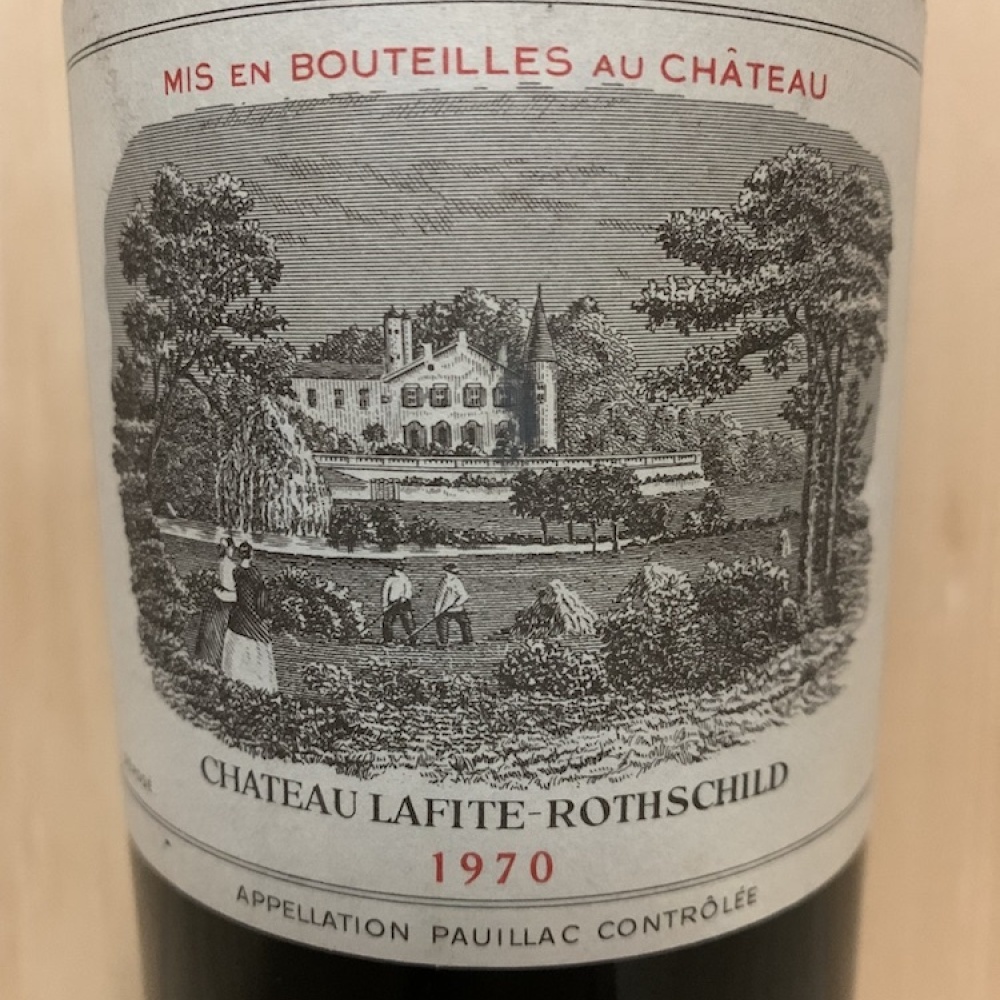 MIS EN BOUTEILLES AU CHÂTEAU
CHATEAU LAFITE-ROTHSCHILD
1970
APPELLATION PAUILLAC CONTRÔLÉE